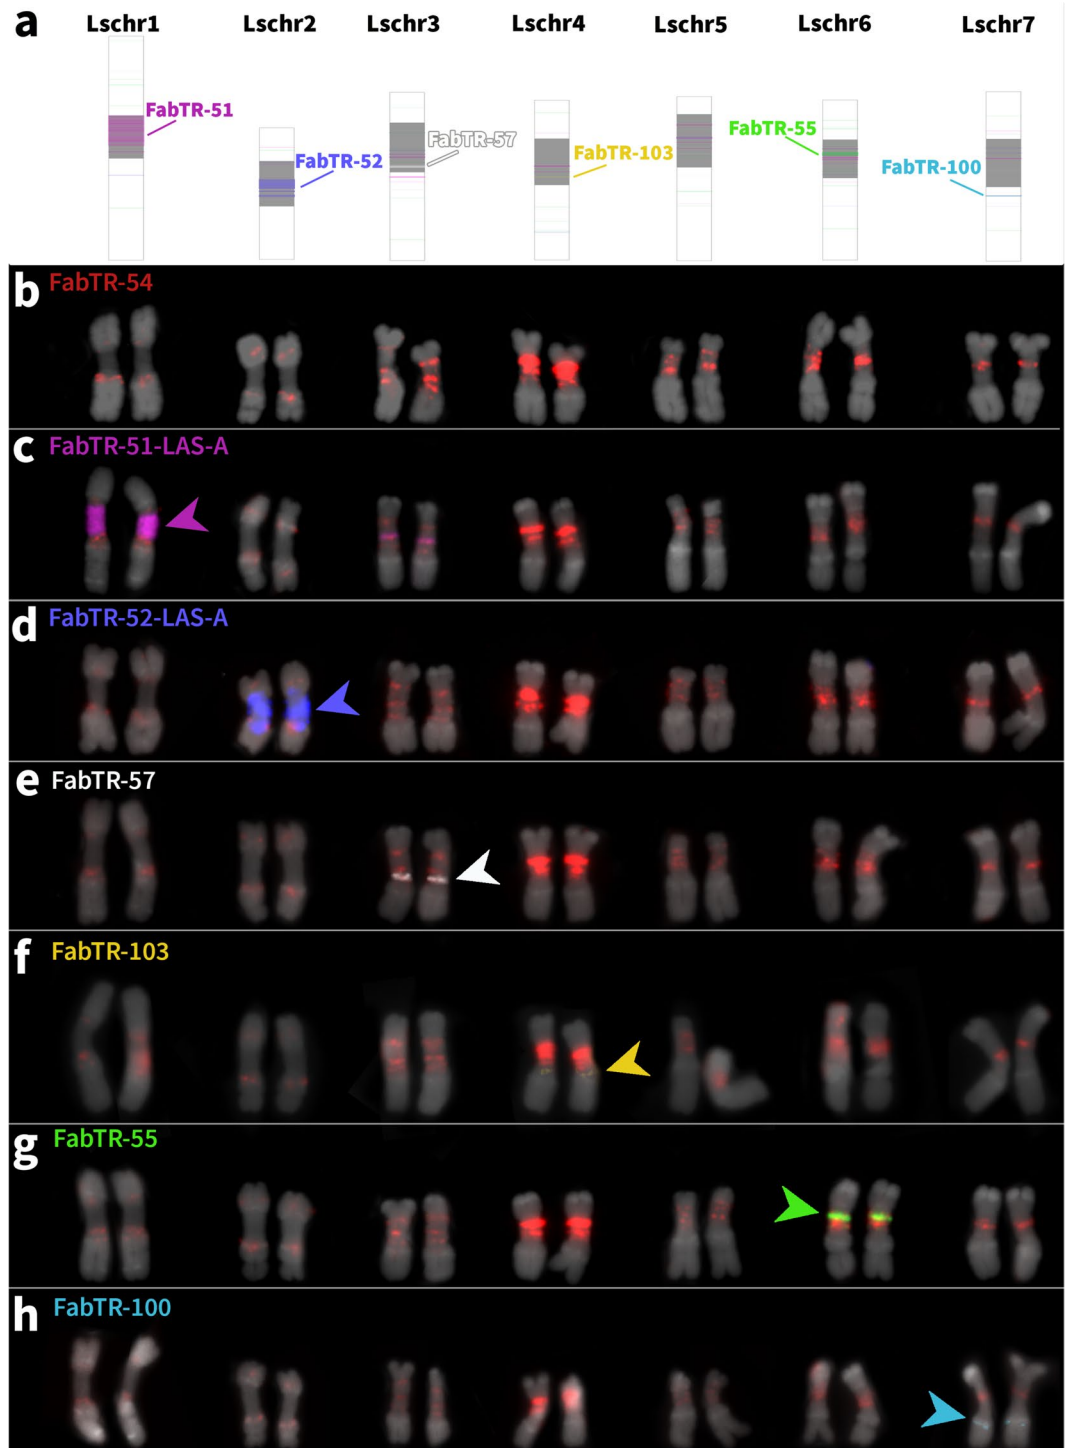 a
Lschr1 Lschr2 Lschr3 Lschr4 Lschr5 Lschr6 Lschr7
FabTR-51
FabTR-55
FabTR-57
FabTR-103
FabTR-52
FabTR-100
b FabTR-54
c FabTR-51-LAS-A
d FabTR-52-LAS-A
e FabTR-57
f FabTR-103
g FabTR-55
h FabTR-100